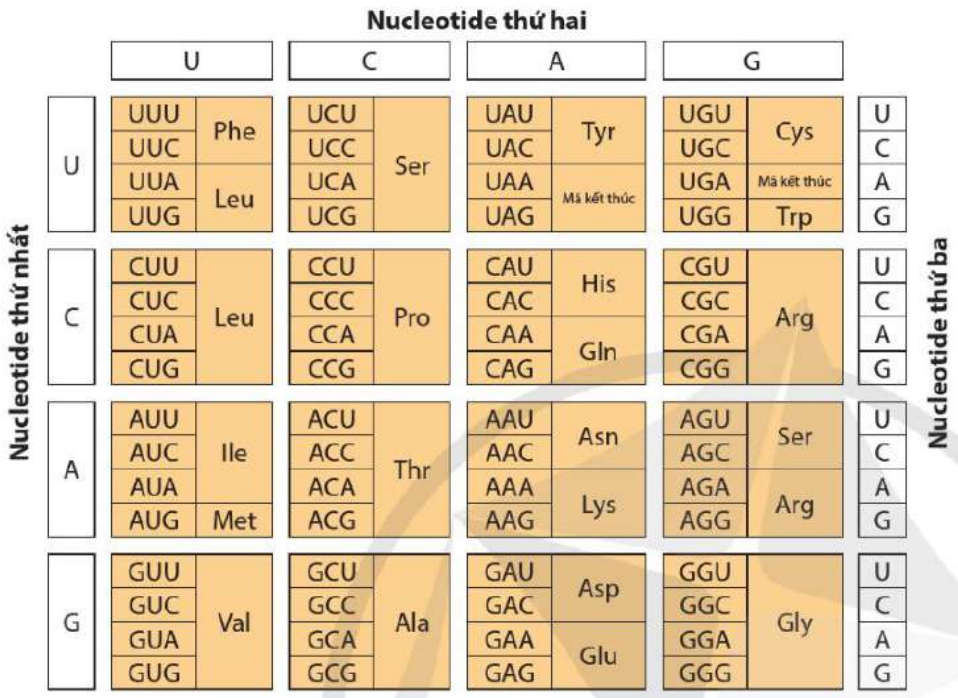 Nucleotide thứ hai
U C A G
Nucleotide thứ nhất
U
UUU Phe UCU Ser UAU Tyr UGU Cys U
UUC UCC UAC UGC C
UUA Leu UCA UAA Mã kết thúc UGA Mã kết thúc A
UUG UCG UAG UGG Trp G
C
CUU Leu CCU Pro CAU His CGU Arg U
CUC CCC CAC CGC C
CUA CCA CAA Gln CGA A
CUG CCG CAG CGG G
A
AUU Ile ACU Thr AAU Asn AGU Ser U
AUC ACC AAC AGC C
AUA ACA AAA Lys AGA Arg A
AUG Met ACG AAG AGG G
G
GUU Val GCU Ala GAU Asp GGU Gly U
GUC GCC GAC GGC C
GUA GCA GAA Glu GGA A
GUG GCG GAG GGG G
Nucleotide thứ ba